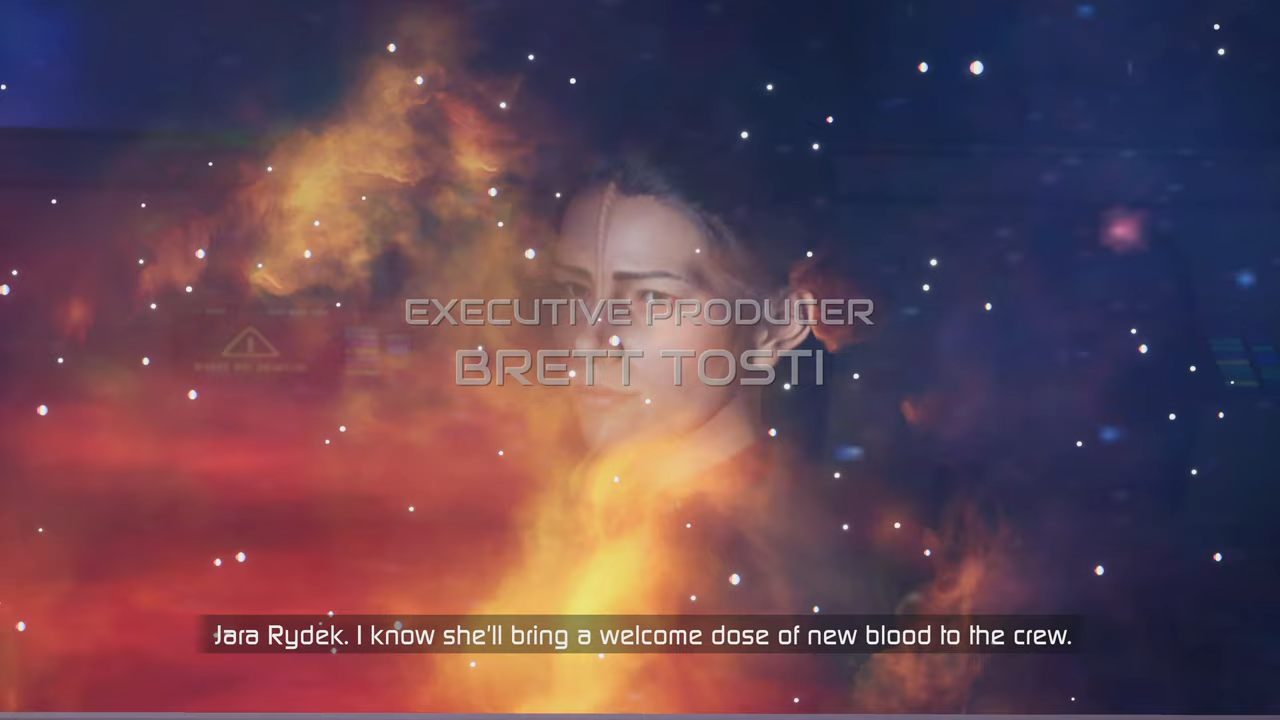 EXECUTIVE PRODUCER
BRETT TOSTI
Jara Rydek. I know she'll bring a welcome dose of new blood to the crew.